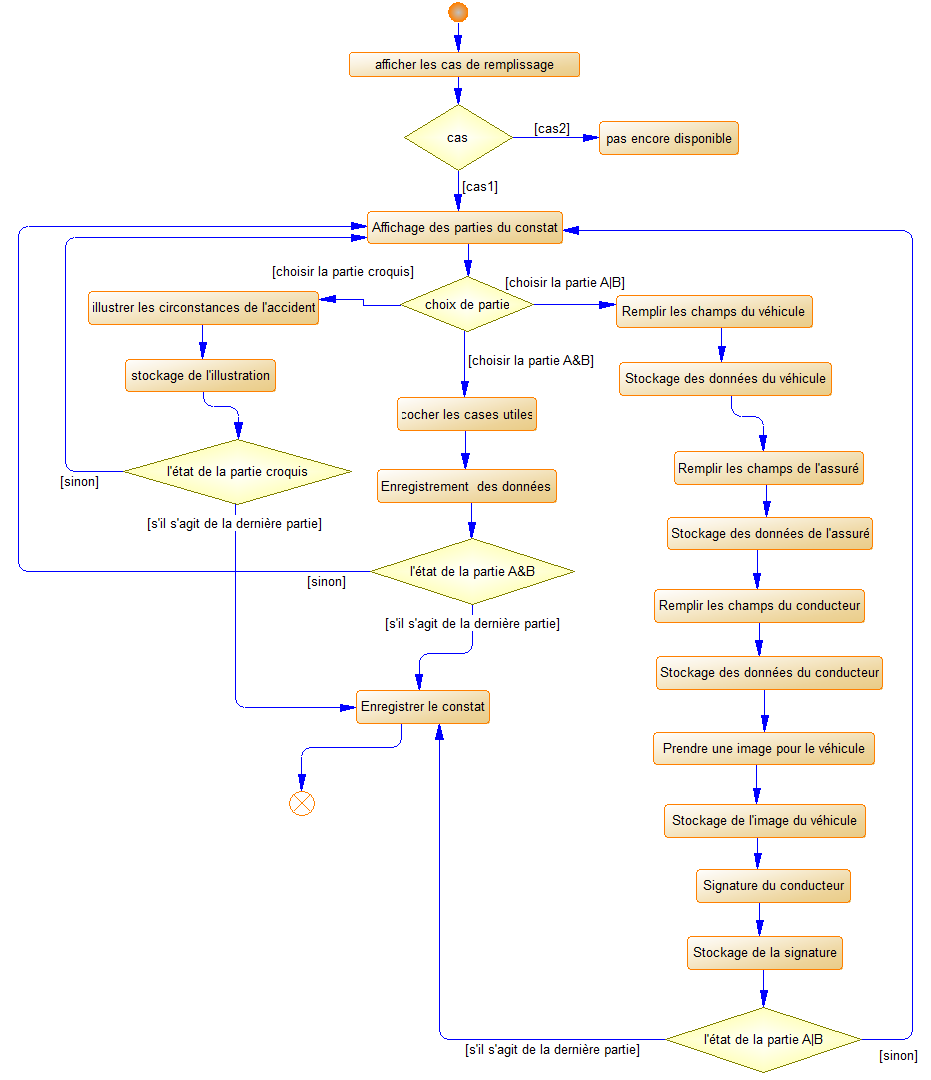 afficher les cas de remplissage
cas
[cas2]
pas encore disponible
[cas1]
Affichage des parties du constat
[choisir la partie croquis]
choix de partie
[choisir la partie A|B]
illustrer les circonstances de l'accident
Remplir les champs du véhicule
stockage de l'illustration
[choisir la partie A&B]
Stockage des données du véhicule
cocher les cases utiles
l'état de la partie croquis
[sinon]
Remplir les champs de l'assuré
Enregistrement  des données
[s'il s'agit de la dernière partie]
Stockage des données de l'assuré
l'état de la partie A&B
[sinon]
Remplir les champs du conducteur
[s'il s'agit de la dernière partie]
Stockage des données du conducteur
Enregistrer le constat
Prendre une image pour le véhicule
Stockage de l'image du véhicule
Signature du conducteur
Stockage de la signature
l'état de la partie A|B
[s'il s'agit de la dernière partie]
[sinon]